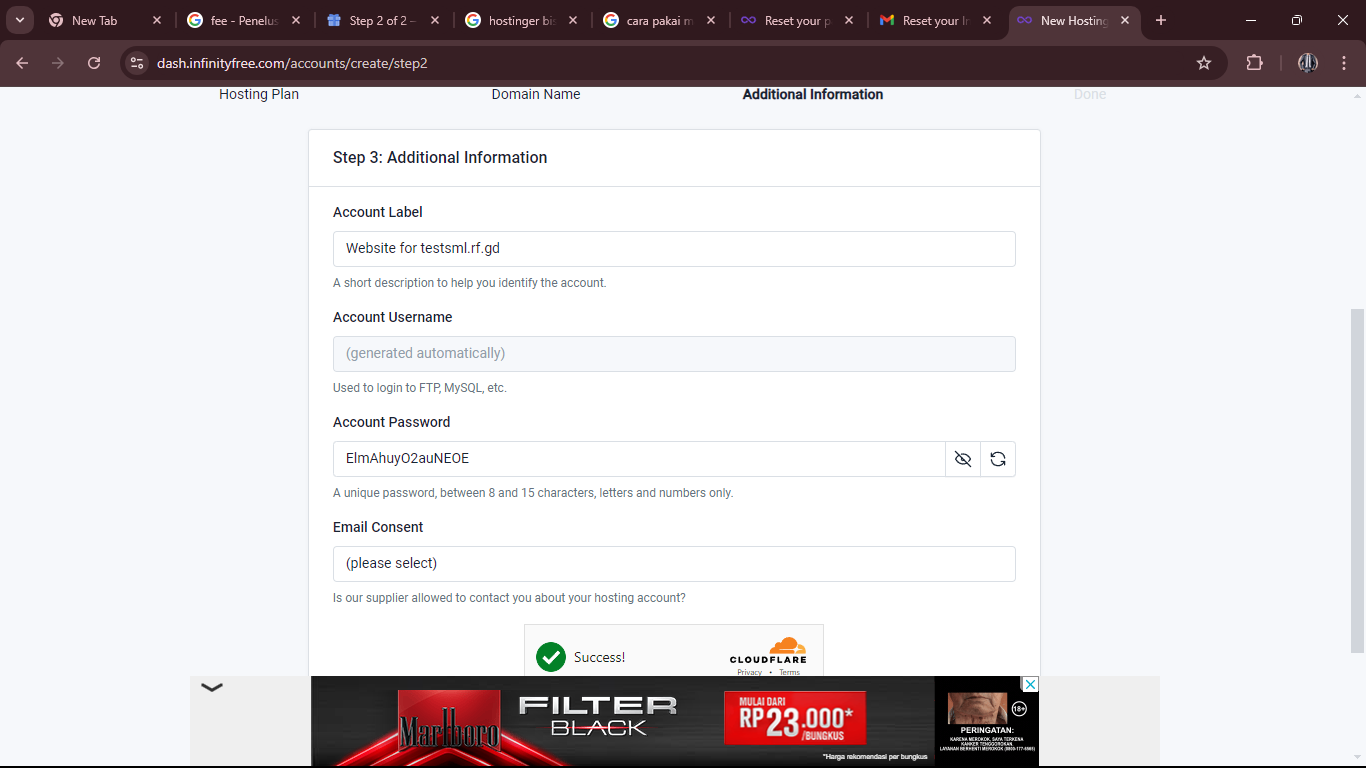 New Tab
fee - Penelus
Step 2 of 2 –
hostinger bis
cara pakai m
Reset your p
Reset your In
New Hosting
dash.infinityfree.com/accounts/create/step2
Hosting Plan
Domain Name
Additional Information
Done
Step 3: Additional Information
Account Label
Website for testsml.rf.gd
A short description to help you identify the account.
Account Username
(generated automatically)
Used to login to FTP, MySQL, etc.
Account Password
ElmAhuyO2auNEOE
A unique password, between 8 and 15 characters, letters and numbers only.
Email Consent
(please select)
Is our supplier allowed to contact you about your hosting account?
Success!
CLOUDFLARE
Privacy • Terms
Marlboro
FILTER
BLACK
MULAI DARI
RP23.000*
/BUNGKUS
*Harga rekomendasi per bungkus
18+
PERINGATAN:
KARENA MEROKOK, SAYA TERKENA
KANKER TENGGOROKAN.
LAYANAN BERHENTI MEROKOK (0800-177-6565)